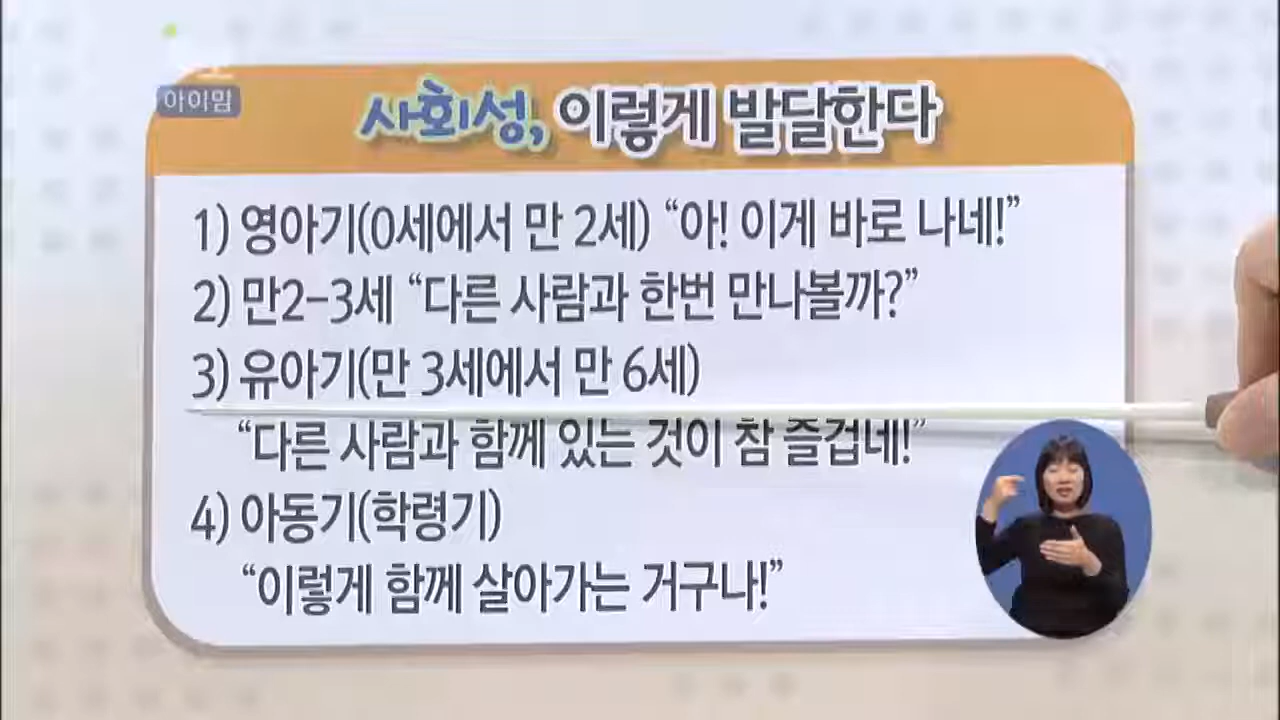 아이맘
사회성, 이렇게 발달한다
1) 영아기(0세에서 만 2세) “아! 이게 바로 나네!”
2) 만2-3세 “다른 사람과 한번 만나볼까?”
3) 유아기(만 3세에서 만 6세)
“다른 사람과 함께 있는 것이 참 즐겁네!”
4) 아동기(학령기)
“이렇게 함께 살아가는 거구나!”